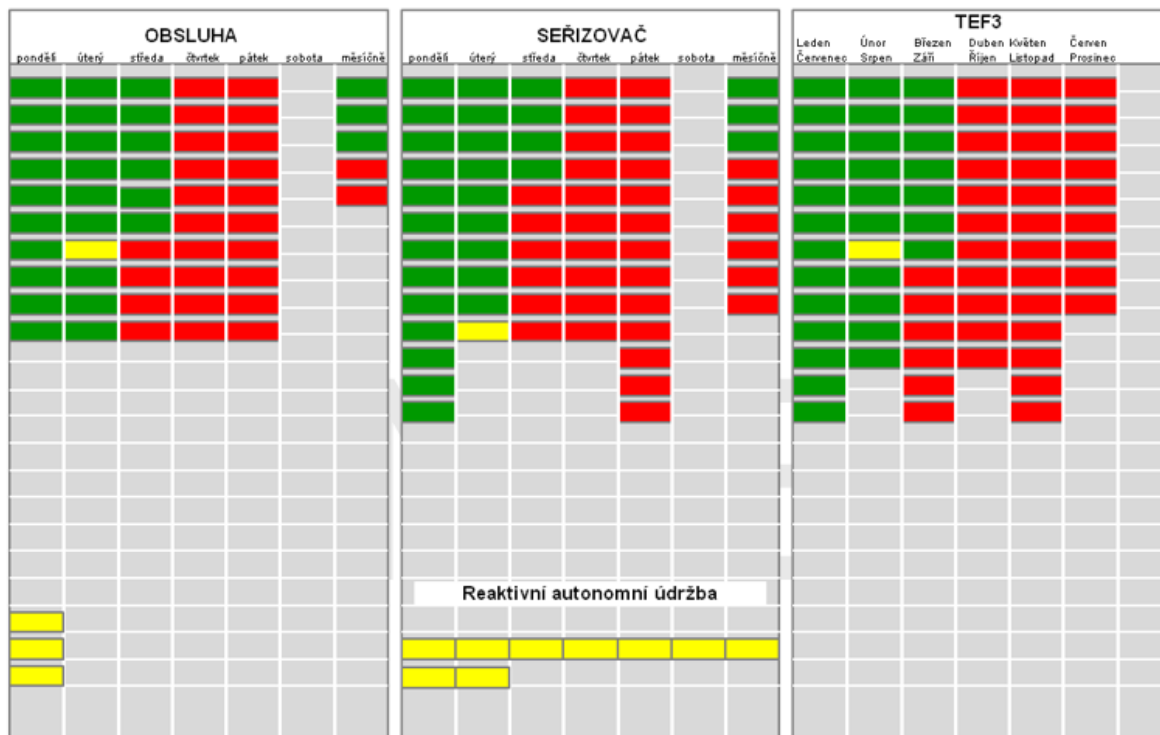 OBSLUHA
pondělí úterý středa čtvrtek pátek sobota měsíčně
SEŘIZOVAČ
pondělí úterý středa čtvrtek pátek sobota měsíčně
TEF3
Leden Únor Březen Duben Květen Červen
Červenec Srpen Září Říjen Listopad Prosinec
Reaktivní autonomní údržba